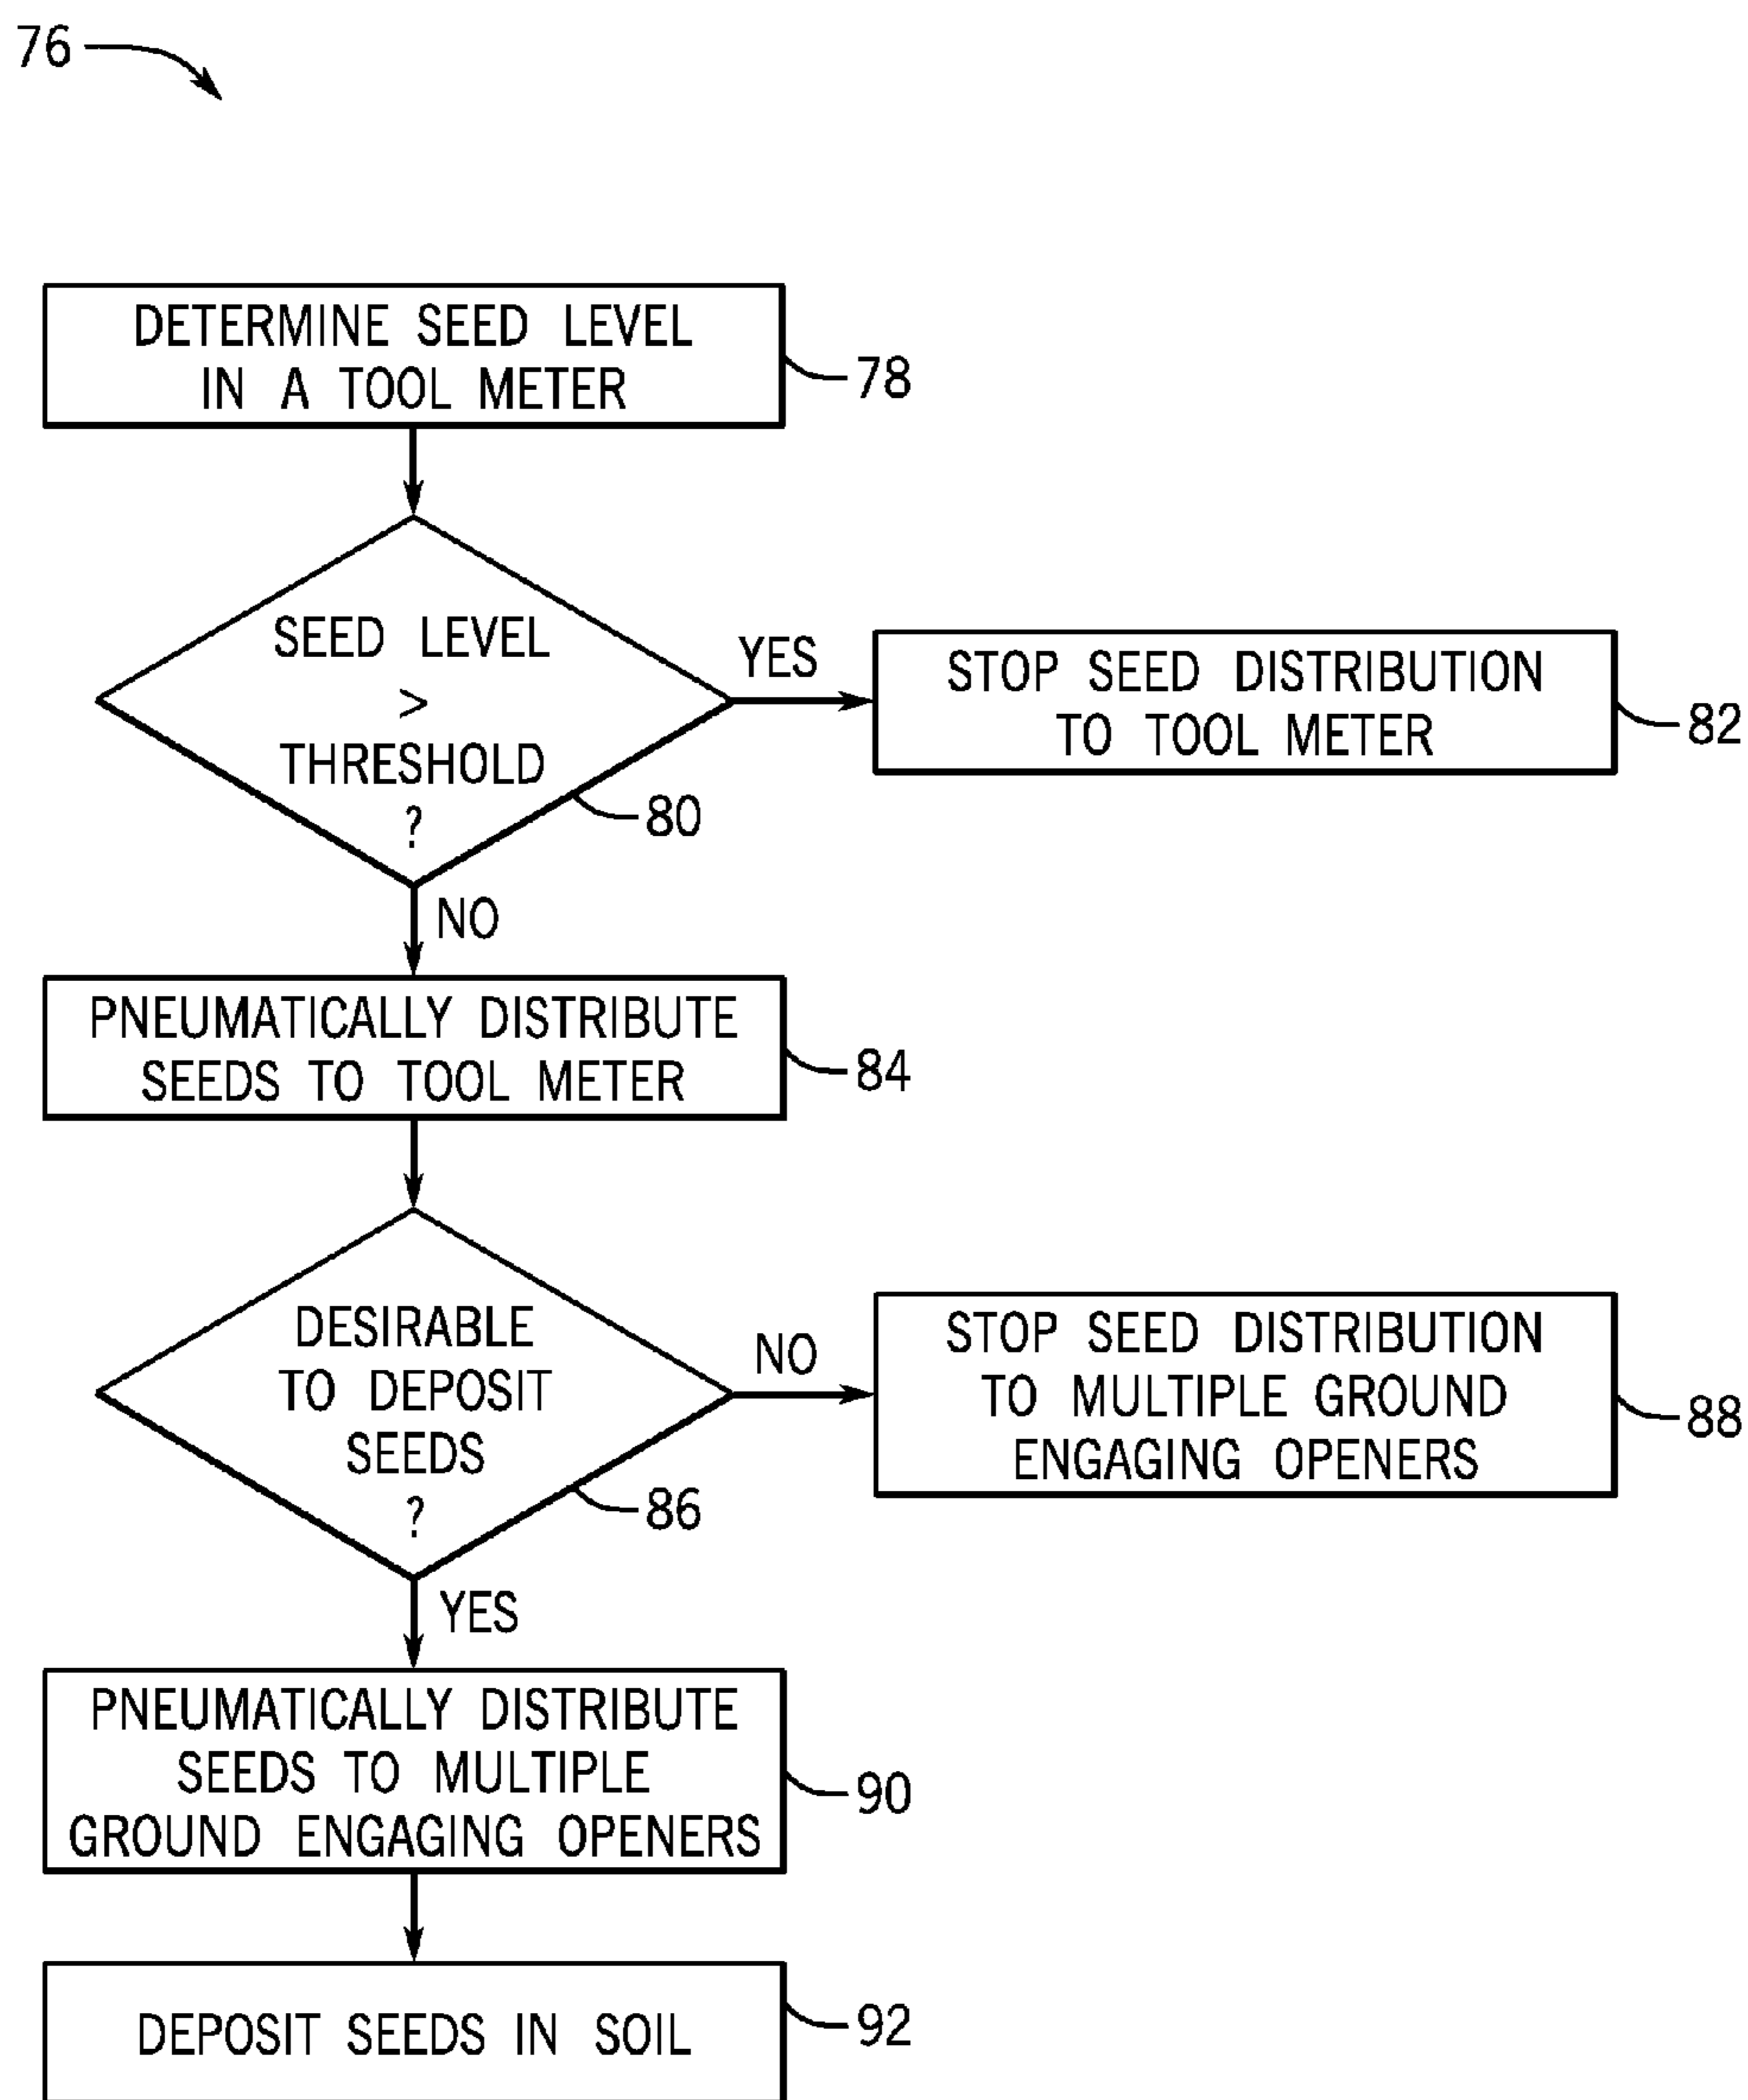 76
DETERMINE SEED LEVEL
IN A TOOL METER
78
SEED LEVEL
>
THRESHOLD
?
80
YES
STOP SEED DISTRIBUTION
TO TOOL METER
82
NO
PNEUMATICALLY DISTRIBUTE
SEEDS TO TOOL METER
84
DESIRABLE
TO DEPOSIT
SEEDS
?
86
NO
STOP SEED DISTRIBUTION
TO MULTIPLE GROUND
ENGAGING OPENERS
88
YES
PNEUMATICALLY DISTRIBUTE
SEEDS TO MULTIPLE
GROUND ENGAGING OPENERS
90
DEPOSIT SEEDS IN SOIL
92